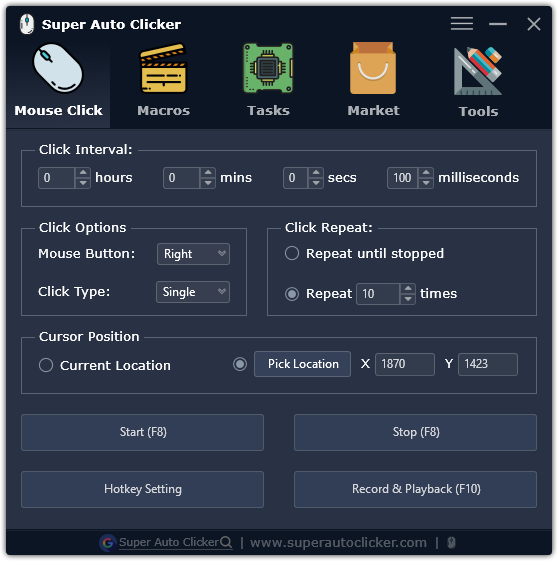 Super Auto Clicker
Mouse Click Macros Tasks Market Tools
Click Interval:
0 hours 0 mins 0 secs 100 milliseconds
Click Options
Mouse Button: Right
Click Type: Single
Click Repeat:
Repeat until stopped
Repeat 10 times
Cursor Position
Current Location Pick Location X 1870 Y 1423
Start (F8) Stop (F8)
Hotkey Setting Record & Playback (F10)
G Super Auto Clicker | www.superautoclicker.com |